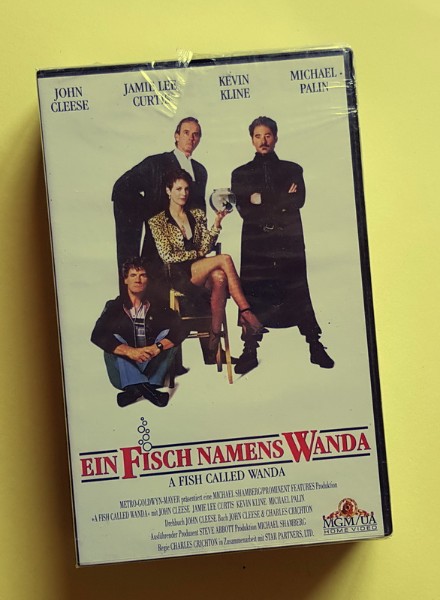 JOHN CLEESE
JAMIE LEE CURTIS
KEVIN KLINE
MICHAEL PALIN
EIN FISCH NAMENS WANDA
A FISH CALLED WANDA
METRO-GOLDWYN-MAYER präsentiert eine MICHAEL SHAMBERG/PROMINENT FEATURES Produktion
«A FISH CALLED WANDA» mit JOHN CLEESE JAMIE LEE CURTIS KEVIN KLINE MICHAEL PALIN
Drehbuch JOHN CLEESE Buch JOHN CLEESE & CHARLES CRICHTON
Ausführender Produzent STEVE ABBOTT Produktion MICHAEL SHAMBERG
Regie CHARLES CRICHTON in Zusammenarbeit mit STAR PARTNERS, LTD.
MGM/UA
HOME VIDEO